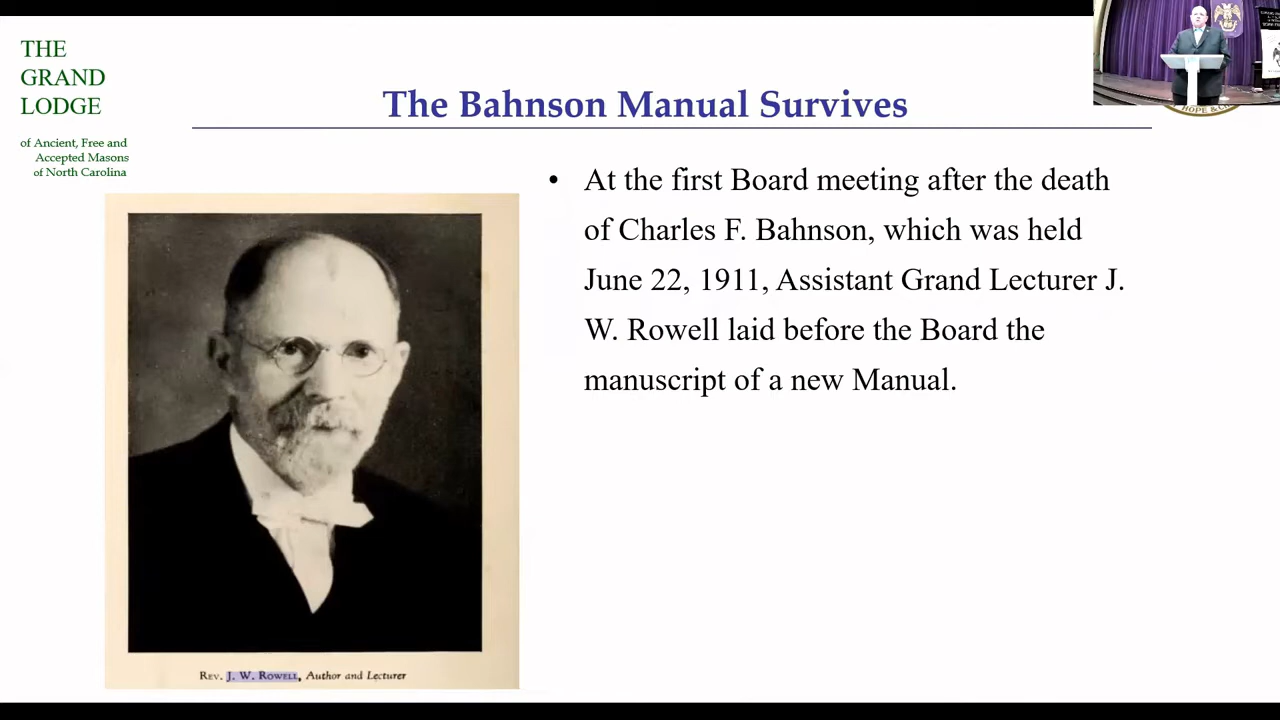 THE
GRAND
LODGE
of Ancient, Free and
Accepted Masons
of North Carolina
The Bahnson Manual Survives
• At the first Board meeting after the death
of Charles F. Bahnson, which was held
June 22, 1911, Assistant Grand Lecturer J.
W. Rowell laid before the Board the
manuscript of a new Manual.
REV. J. W. ROWELL, Author and Lecturer
HOPE &